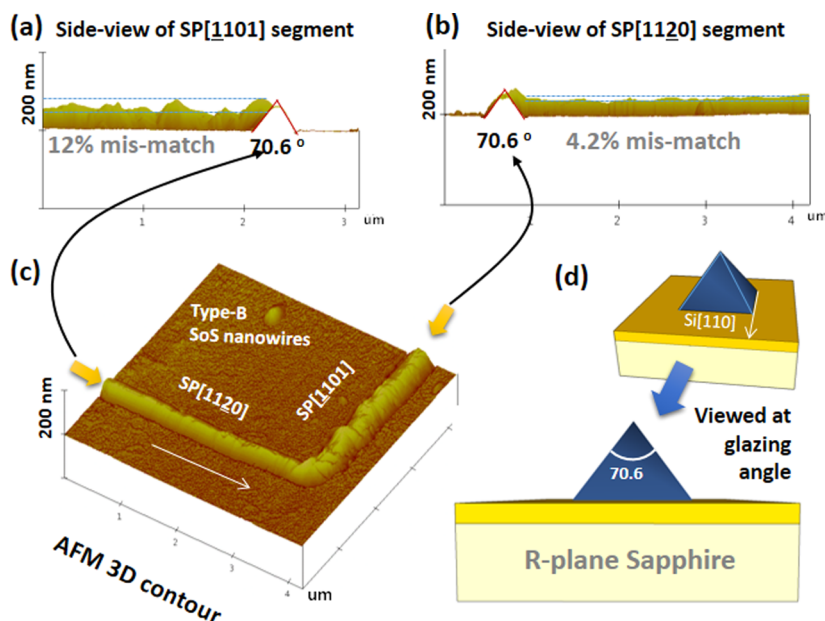 (a) Side-view of SP[1101] segment
200 nm
12% mis-match
70.6 °
1 2 3 um
(b) Side-view of SP[1120] segment
200 nm
70.6 °
4.2% mis-match
1 2 3 4 um
(c)
Type-B
SoS nanowires
SP[1120]
SP[1101]
200 nm
1
2
3
4
um
AFM 3D contour
(d)
Si[110]
Viewed at
glazing
angle
70.6
R-plane Sapphire